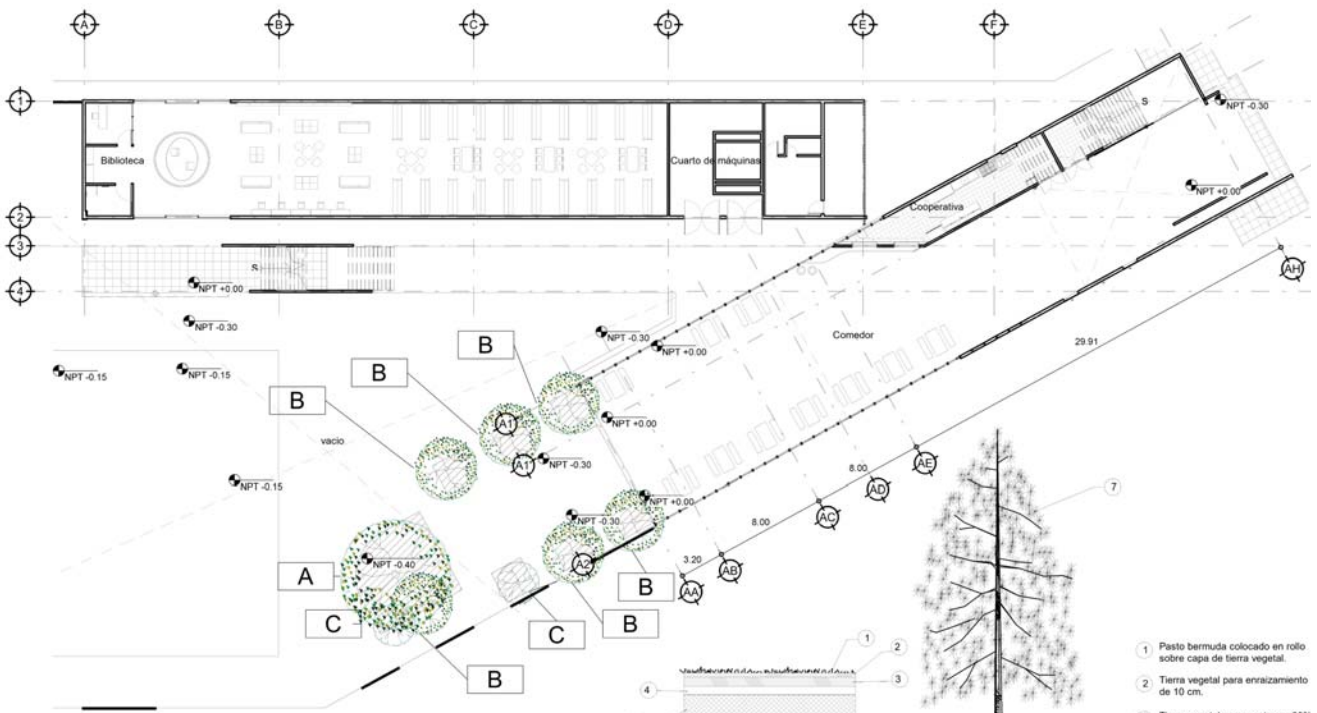 A
B
C
D
E
F
1
S
NPT -0.30
Biblioteca
Cuarto de máquinas
NPT +0.00
Cooperativa
2
3
S
AH
NPT +0.00
4
NPT -0.30
NPT -0.30
Comedor
NPT +0.00
29.91
B
NPT -0.15
NPT -0.15
B
B
A1
NPT +0.00
vacio
A1'
NPT -0.30
AE
8.00
NPT -0.15
AD
7
NPT +0.00
NPT -0.30
AC
8.00
A2
NPT -0.40
3.20
AB
A
B
AA
C
B
C
1
2
B
3
4
1 Pasto bermuda colocado en rollo
sobre capa de tierra vegetal.
2 Tierra vegetal para enraizamiento
de 10 cm.